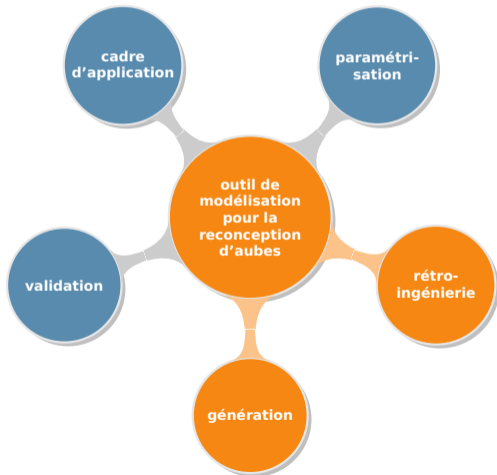 cadre
d'application
paramétri-
sation
outil de
modélisation
pour la
reconception
d'aubes
rétro-
ingénierie
validation
génération